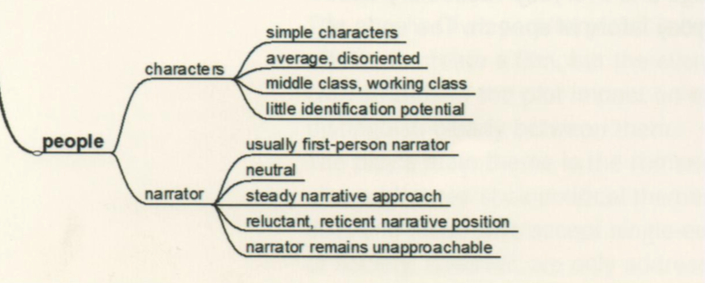 simple characters
average, disoriented
characters
middle class, working class
little identification potential
people
usually first-person narrator
neutral
narrator
steady narrative approach
reluctant, reticent narrative position
narrator remains unapproachable